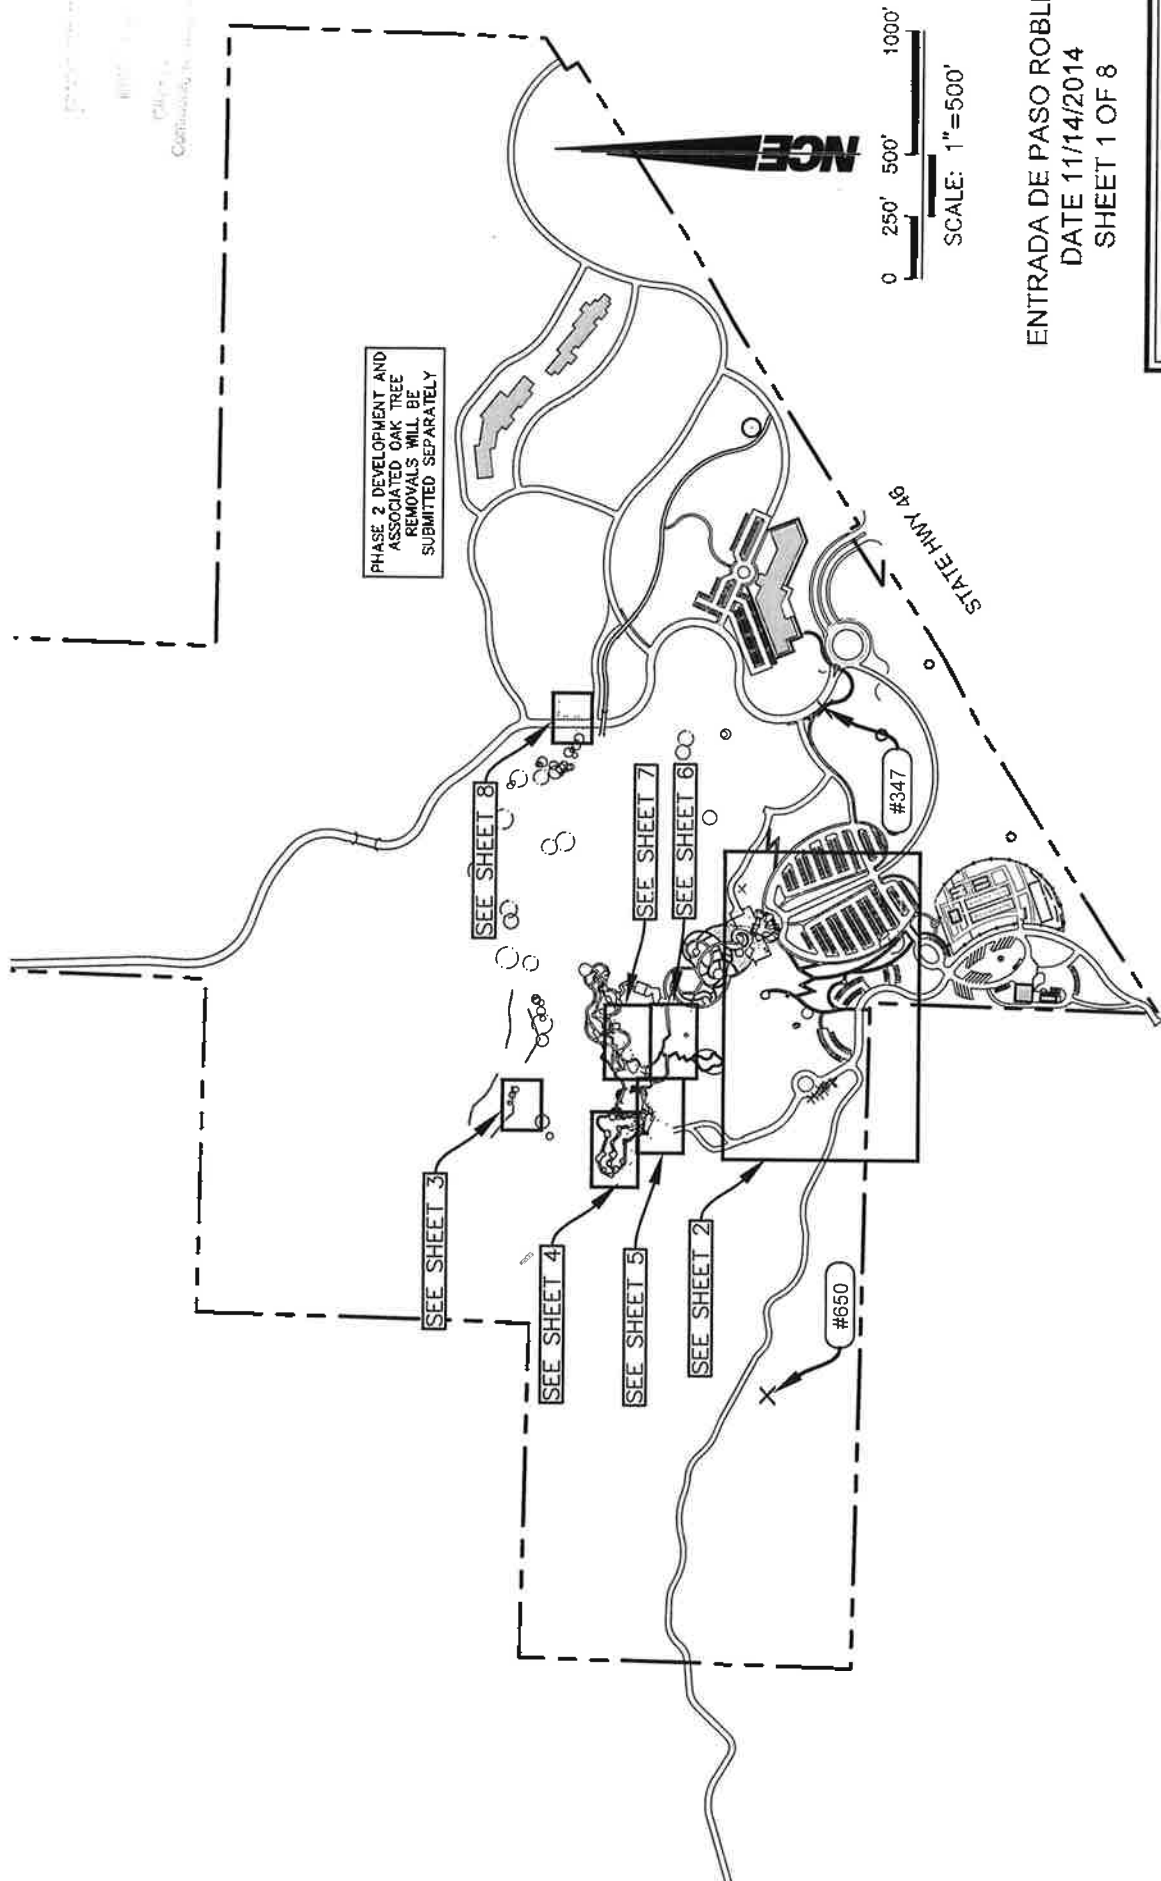 PHASE 2 DEVELOPMENT AND
ASSOCIATED OAK TREE
REMOVALS WILL BE
SUBMITTED SEPARATELY
SEE SHEET 8
SEE SHEET 7
SEE SHEET 6
SEE SHEET 3
SEE SHEET 4
SEE SHEET 5
SEE SHEET 2
#650
#347
STATE HWY 46
NCE
0 250' 500' 1000'
SCALE: 1"=500'
ENTRADA DE PASO
DATE 11/14/2014
SHEET 1 OF 8